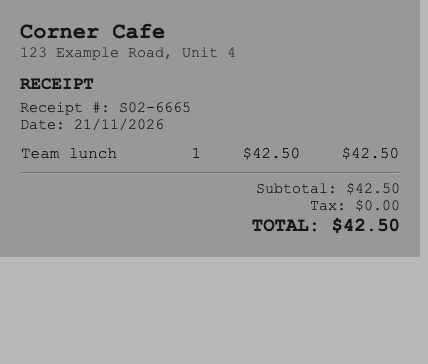 Corner Cafe
123 Example Road, Unit 4
RECEIPT
Receipt #: S02-6665
Date: 21/11/2026
Team lunch 1 $42.50 $42.50
Subtotal: $42.50
Tax: $0.00
TOTAL: $42.50